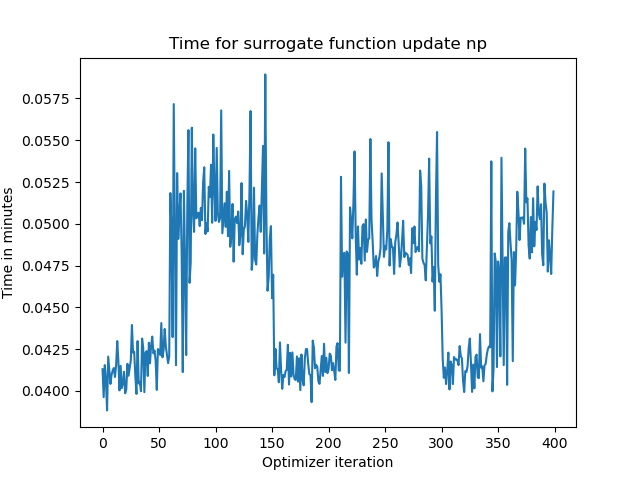 Time for surrogate function update np
Time in minutes
0.0575
0.0550
0.0525
0.0500
0.0475
0.0450
0.0425
0.0400
0 50 100 150 200 250 300 350 400
Optimizer iteration